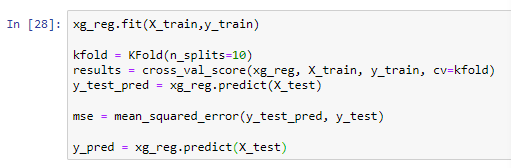 In [28]: xg_reg.fit(X_train,y_train)
kfold = KFold(n_splits=10)
results = cross_val_score(xg_reg, X_train, y_train, cv=kfold)
y_test_pred = xg_reg.predict(X_test)
mse = mean_squared_error(y_test_pred, y_test)
y_pred = xg_reg.predict(X_test)